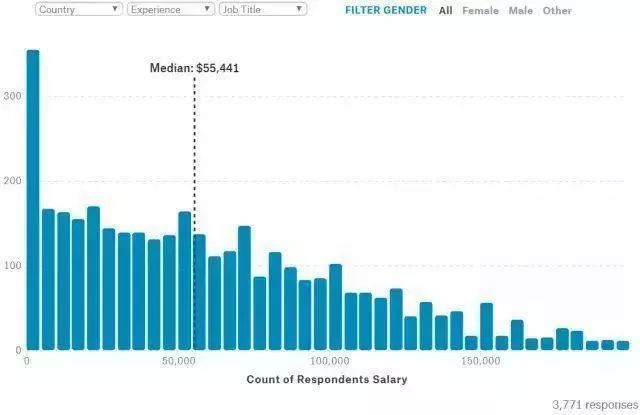 Country Experience Job Title FILTER GENDER All Female Male Other
Median: $55,441
300
200
100
0
0 50,000 100,000 150,000
Count of Respondents Salary
3,771 responses